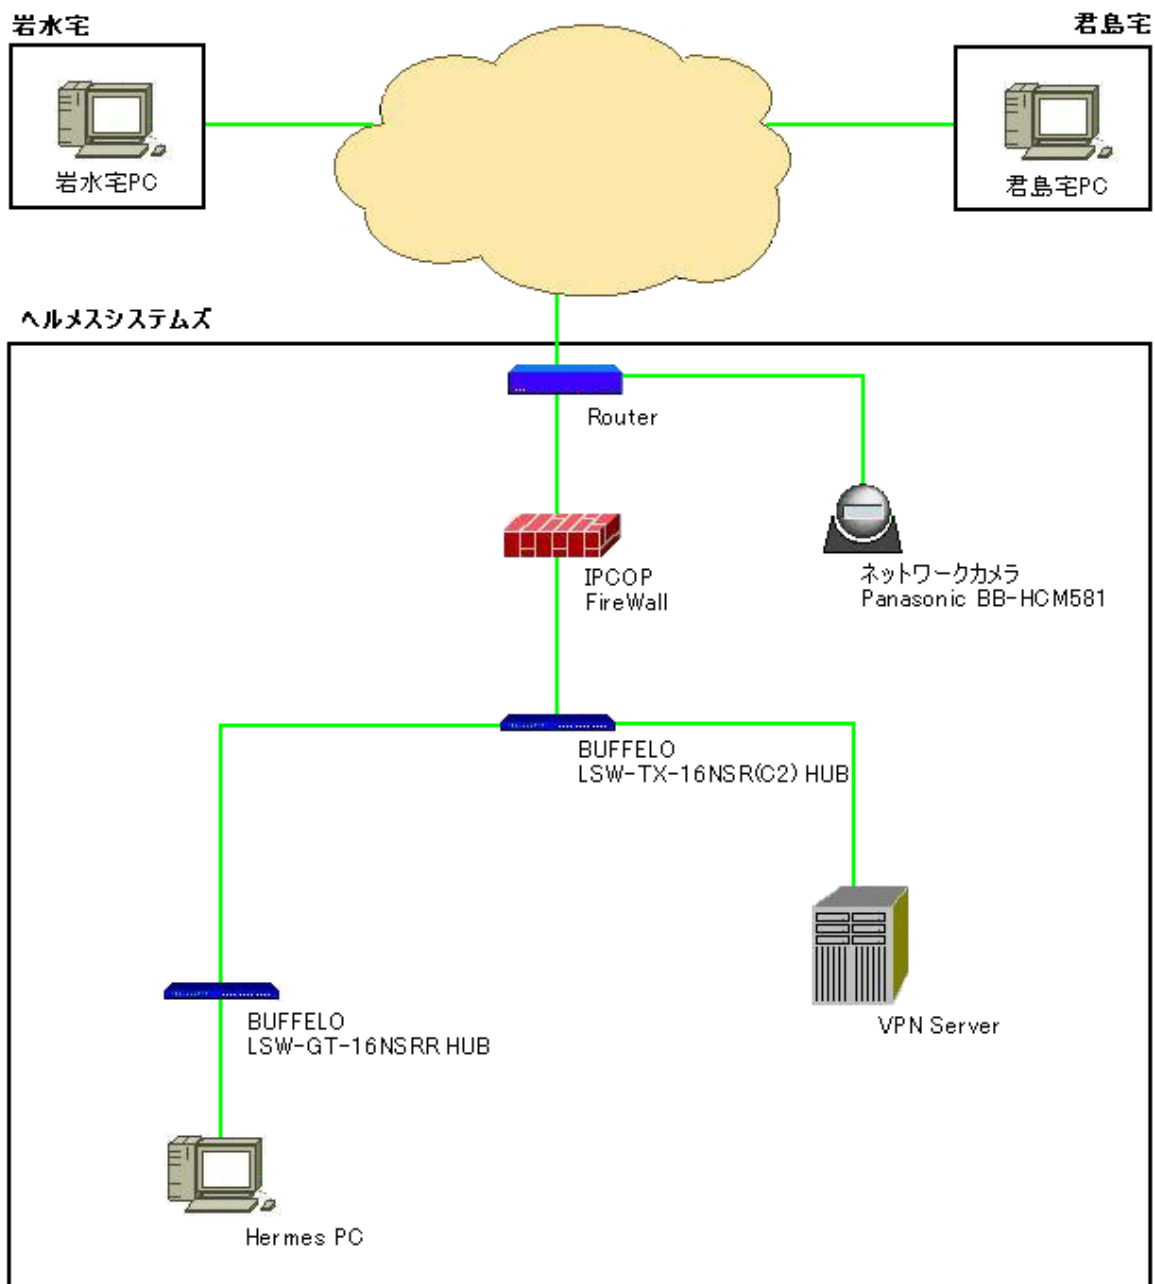 岩水宅
君島宅
岩水宅PC
君島宅PC
ヘルメスシステムズ
Router
IPCOP
FireWall
ネットワークカメラ
Panasonic BB-HCM581
BUFFELO
LSW-TX-16NSR(C2) HUB
BUFFELO
LSW-GT-16NSRR HUB
VPN Server
Hermes PC